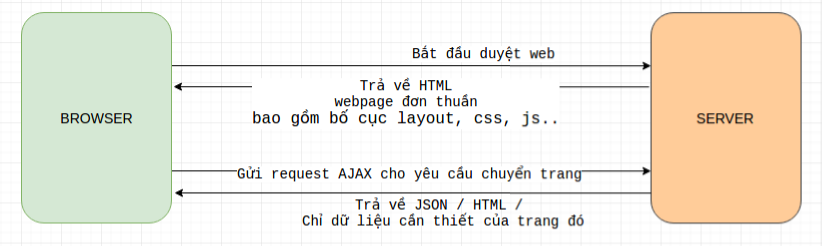 Bắt đầu duyệt web
Trả về HTML
webpage đơn thuần
BROWSER
bao gồm bố cục layout, css, js..
SERVER
Gửi request AJAX cho yêu cầu chuyển trang
Trả về JSON / HTML /
Chỉ dữ liệu cần thiết của trang đó